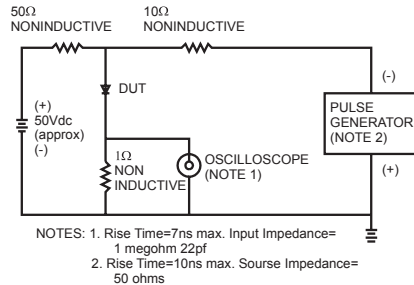 50Ω
NONINDUCTIVE
10Ω
NONINDUCTIVE
(+)
50Vdc
(approx)
(-)
DUT
1Ω
NON
INDUCTIVE
OSCILLOSCOPE
(NOTE 1)
(-)
PULSE
GENERATOR
(NOTE 2)
(+)
NOTES: 1. Rise Time=7ns max. Input Impedance=
1 megohm 22pf
2. Rise Time=10ns max. Sourse Impedance=
50 ohms